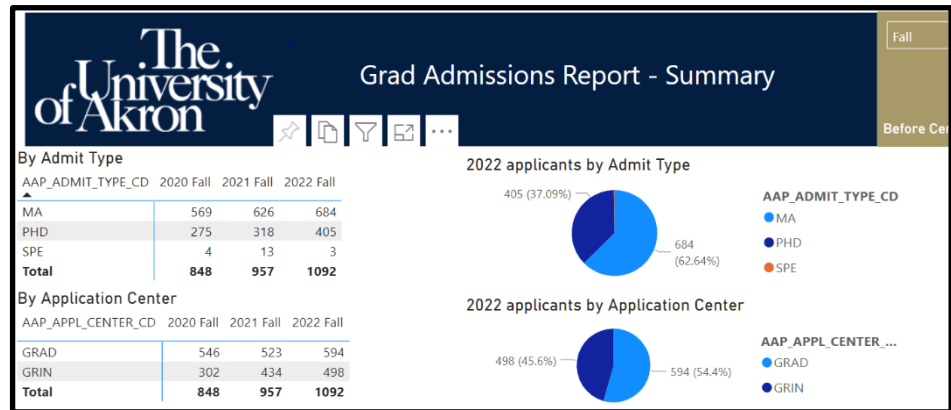 The
University
of Akron
Grad Admissions Report - Summary
Fall
Before Cer
By Admit Type
AAP_ADMIT_TYPE_CD 2020 Fall 2021 Fall 2022 Fall
MA 569 626 684
PHD 275 318 405
SPE 4 13 3
Total 848 957 1092
2022 applicants by Admit Type
405 (37.09%)
684
(62.64%)
AAP_ADMIT_TYPE_CD
MA
PHD
SPE
By Application Center
AAP_APPL_CENTER_CD 2020 Fall 2021 Fall 2022 Fall
GRAD 546 523 594
GRIN 302 434 498
Total 848 957 1092
2022 applicants by Application Center
498 (45.6%)
594 (54.4%)
AAP_APPL_CENTER_...
GRAD
GRIN